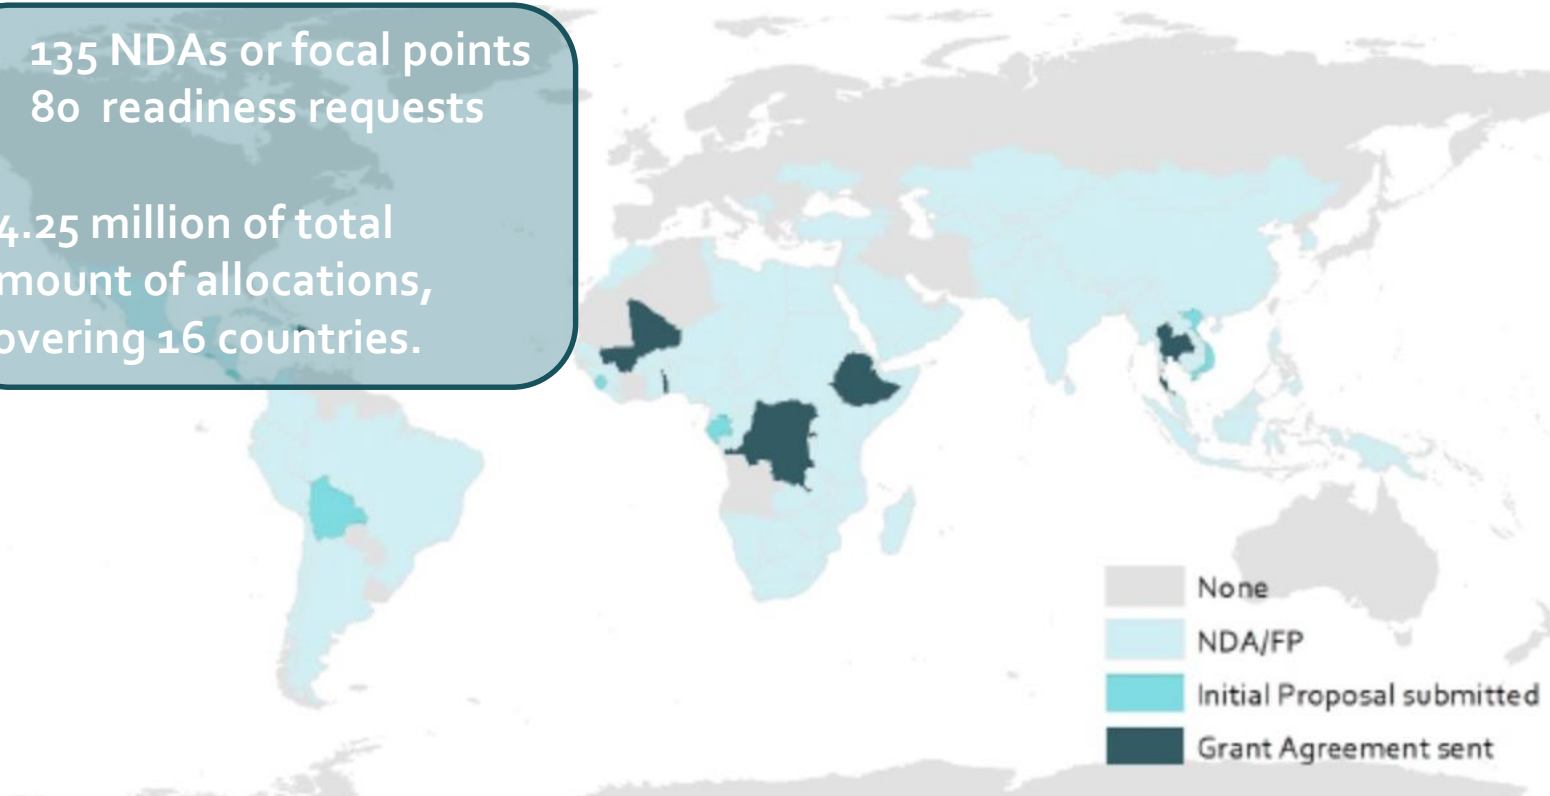 135 NDAs or focal points
80 readiness requests
4.25 million of total
mount of allocations,
overing 16 countries.
None
NDA/FP
Initial Proposal submitted
Grant Agreement sent